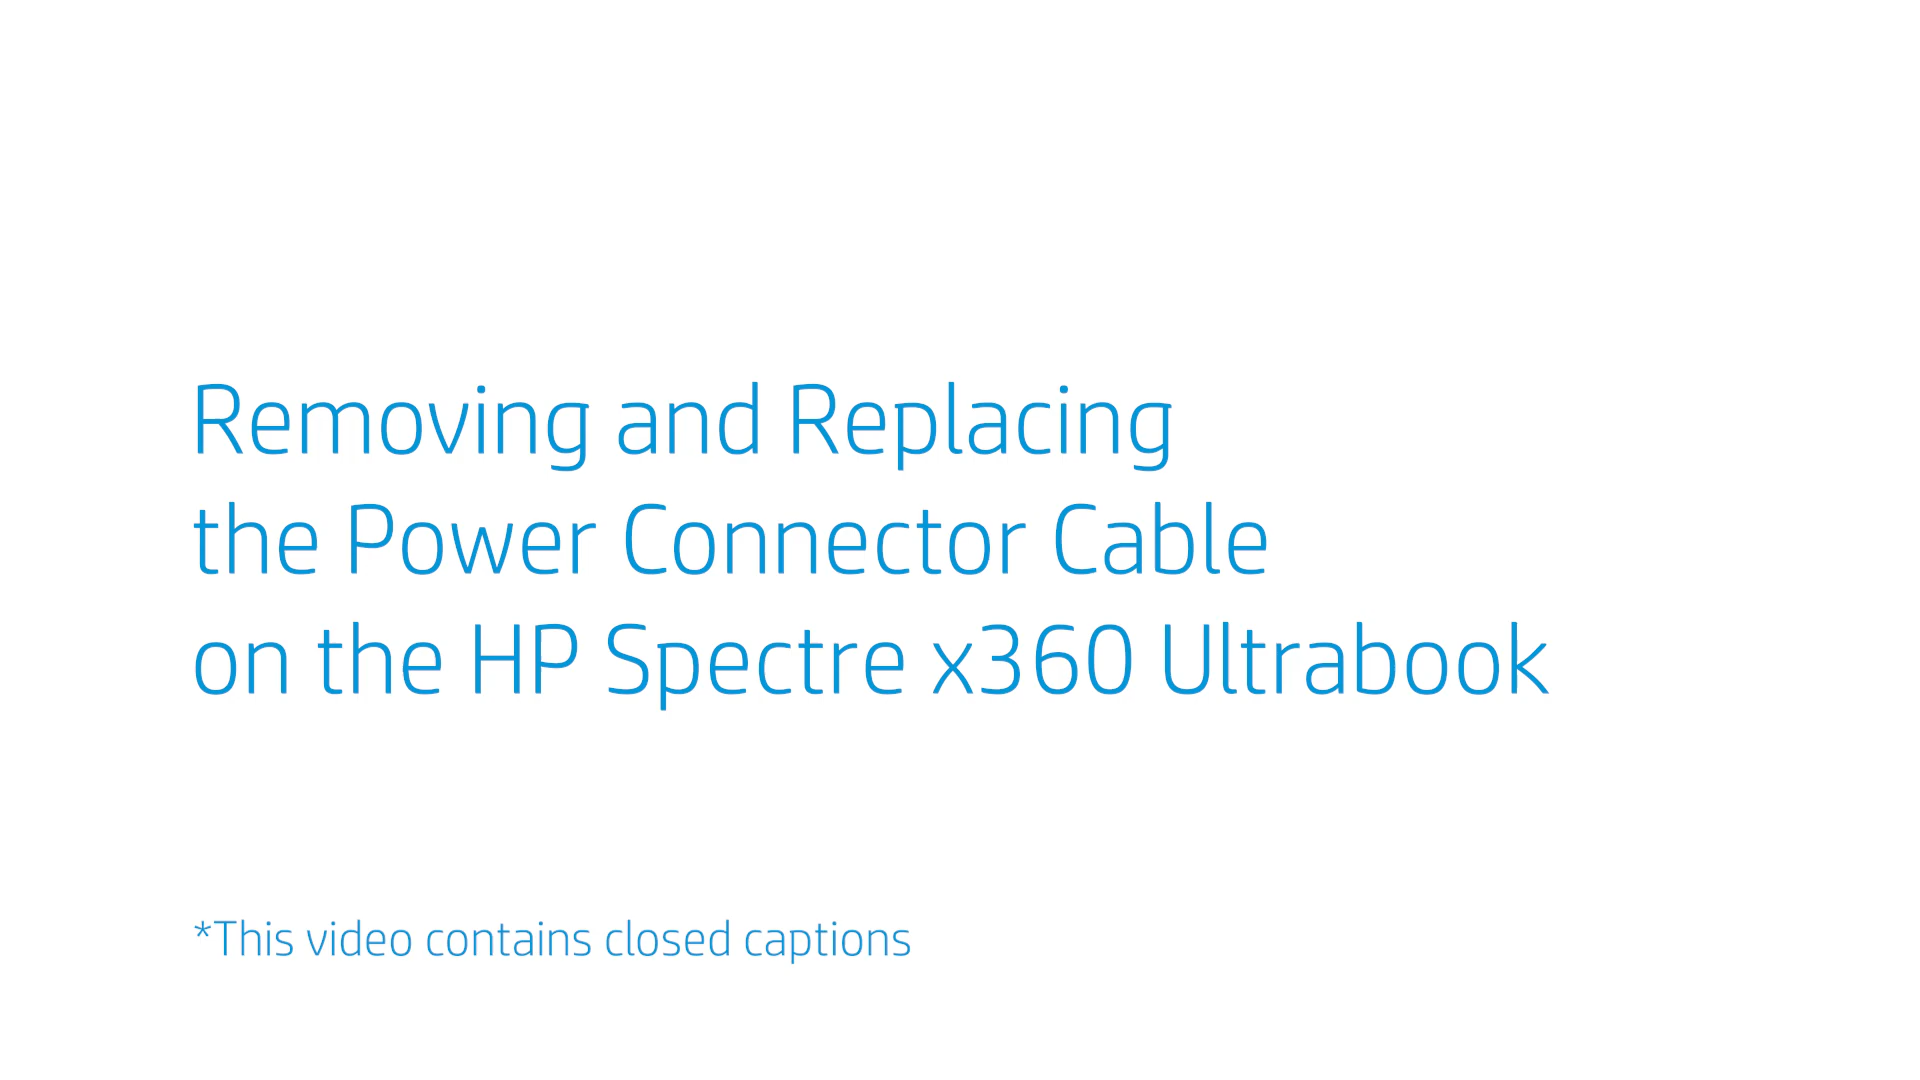 Removing and Replacing
the Power Connector Cable
on the HP Spectre x360 Ultrabook
*This video contains closed captions